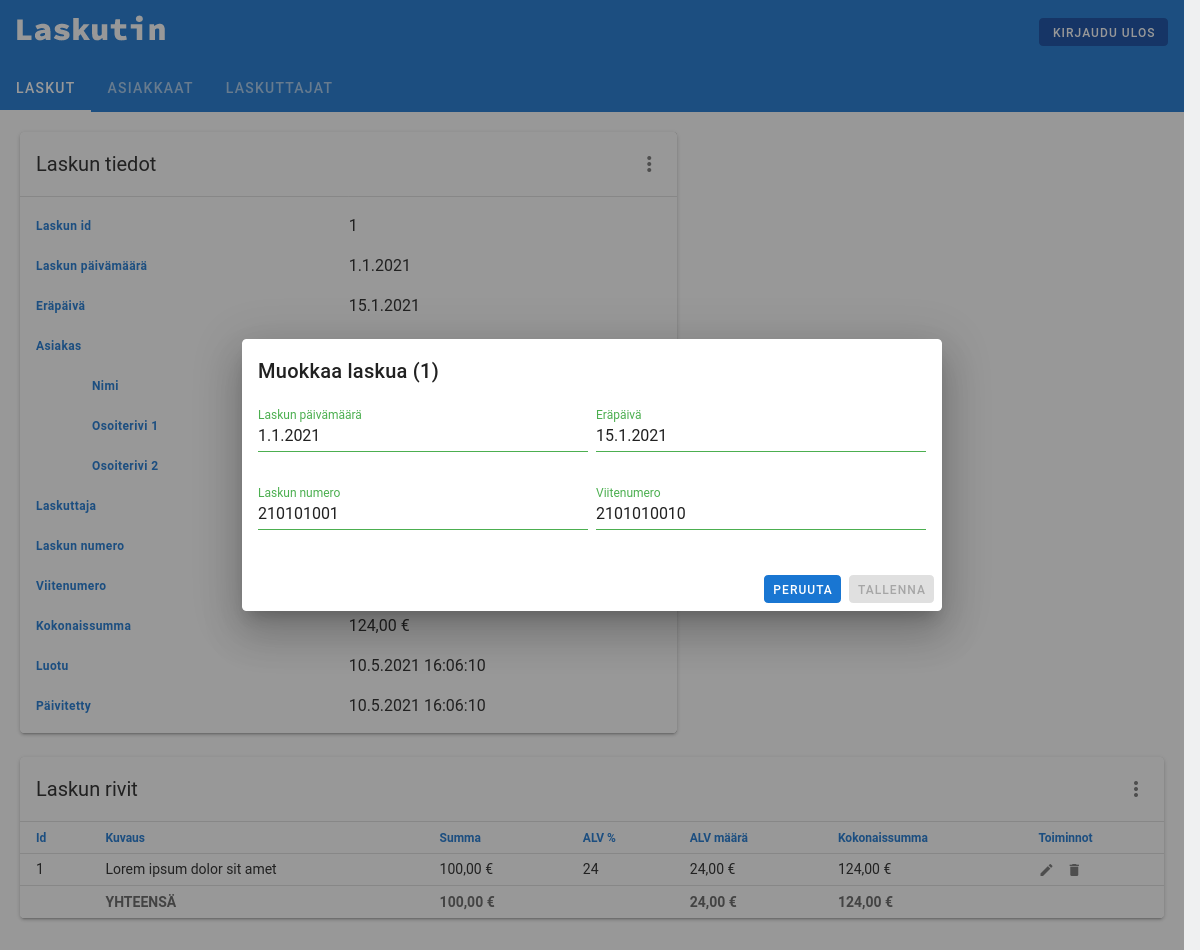 Laskutin
KIRJAUDU ULOS
LASKUT ASIAKKAAT LASKUTTAJAT
Laskun tiedot
Laskun id 1
Laskun päivämäärä 1.1.2021
Eräpäivä 15.1.2021
Asiakas
Nimi
Osoiterivi 1
Osoiterivi 2
Laskuttaja
Laskun numero
Viitenumero
Kokonaissumma 124,00 €
Luotu 10.5.2021 16:06:10
Päivitetty 10.5.2021 16:06:10
Muokkaa laskua (1)
Laskun päivämäärä Eräpäivä
1.1.2021 15.1.2021
Laskun numero Viitenumero
210101001 2101010010
PERUUTA TALLENNA
Laskun rivit
Id Kuvaus Summa ALV % ALV määrä Kokonaissumma Toiminnot
1 Lorem ipsum dolor sit amet 100,00 € 24 24,00 € 124,00 €
YHTEENSÄ 100,00 € 24,00 € 124,00 €